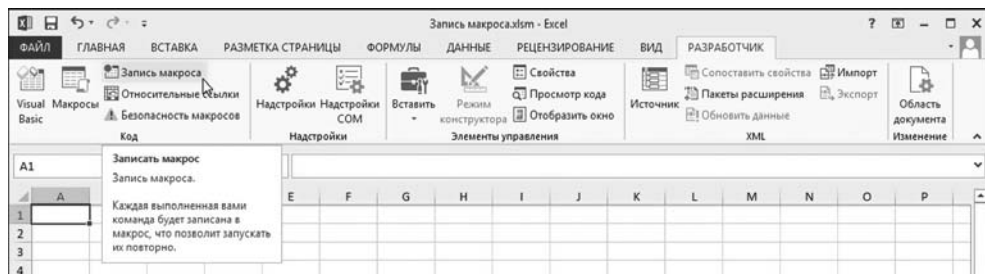 Запись макроса.xlsm - Excel
ФАЙЛ ГЛАВНАЯ ВСТАВКА РАЗМЕТКА СТРАНИЦЫ ФОРМУЛЫ ДАННЫЕ РЕЦЕНЗИРОВАНИЕ ВИД РАЗРАБОТЧИК
Visual Basic
Макросы
Запись макроса
Относительные ссылки
Безопасность макросов
Код
Надстройки
Надстройки COM
Надстройки
Вставить
Режим конструктора
Свойства
Просмотр кода
Отобразить окно
Элементы управления
Источник
Сопоставить свойства
Пакеты расширения
Обновить данные
Импорт
Экспорт
XML
Область документа
Изменение
A1
Записать макрос
Запись макроса.
Каждая выполненная вами
команда будет записана в
макрос, что позволит запускать
их повторно.
A E F G H I J K L M N O P
1
2
3
4